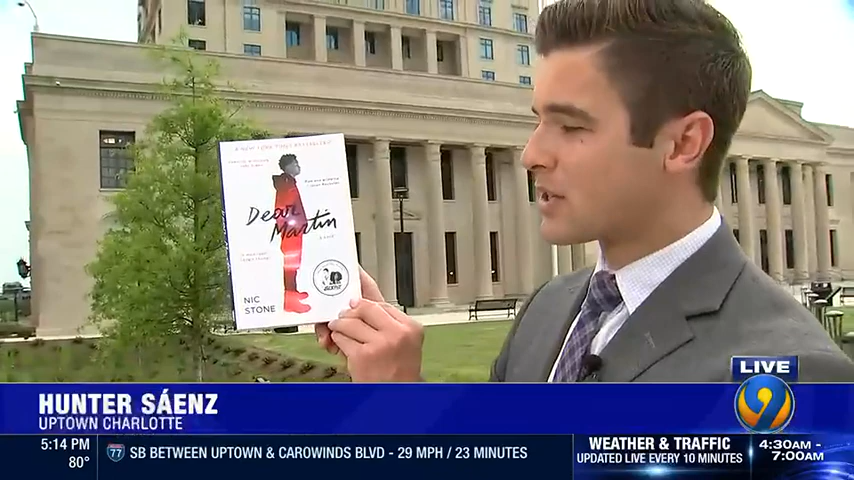 A NEW YORK TIMES BESTSELLER
Dear
Martin
NIC
STONE
LIVE
9
HUNTER SÁENZ
UPTOWN CHARLOTTE
5:14 PM
80°
77 SB BETWEEN UPTOWN & CAROWINDS BLVD - 29 MPH / 23 MINUTES
WEATHER & TRAFFIC
UPDATED LIVE EVERY 10 MINUTES
4:30AM -
7:00AM